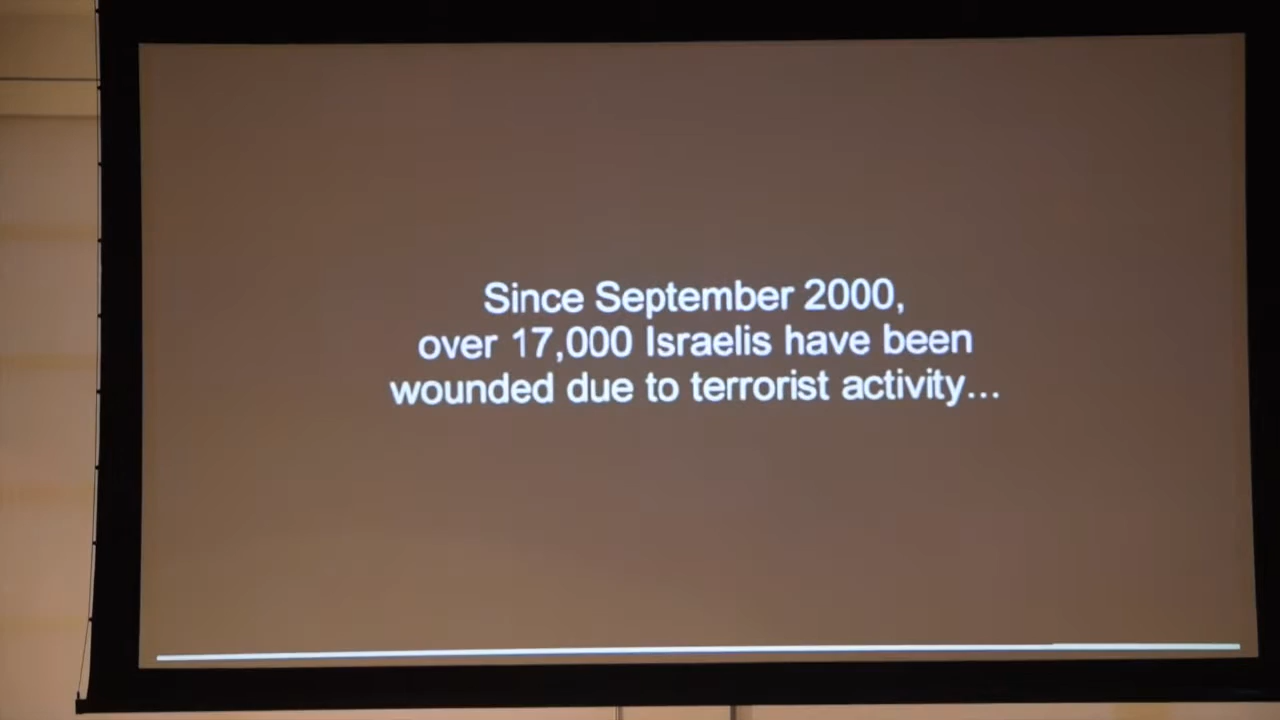 Since September 2000,
over 17,000 Israelis have been
wounded due to terrorist activity...